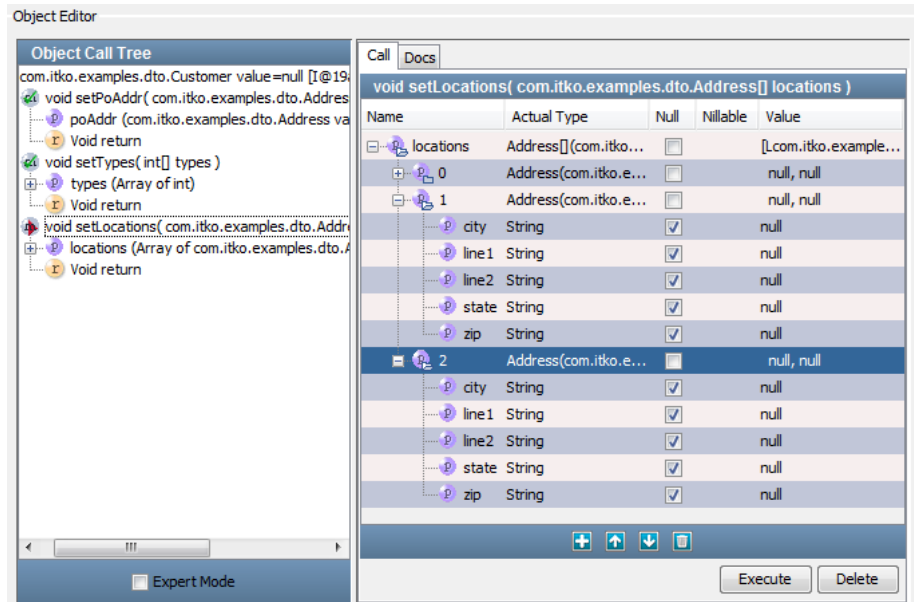 Object Editor
Object Call Tree
com.itko.examples.dto.Customer value=null [I@19
void setPoAddr( com.itko.examples.dto.Addres
poAddr (com.itko.examples.dto.Address va
Void return
void setTypes( int[] types )
types (Array of int)
Void return
void setLocations( com.itko.examples.dto.Addr
locations (Array of com.itko.examples.dto.A
Void return
Expert Mode
Call Docs
void setLocations( com.itko.examples.dto.Address[] locations )
Name Actual Type Null Nillable Value
locations Address[](com.itko... [Lcom.itko.example...
0 Address(com.itko.e... null, null
1 Address(com.itko.e... null, null
city String null
line1 String null
line2 String null
state String null
zip String null
2 Address(com.itko.e... null, null
city String null
line1 String null
line2 String null
state String null
zip String null
Execute Delete